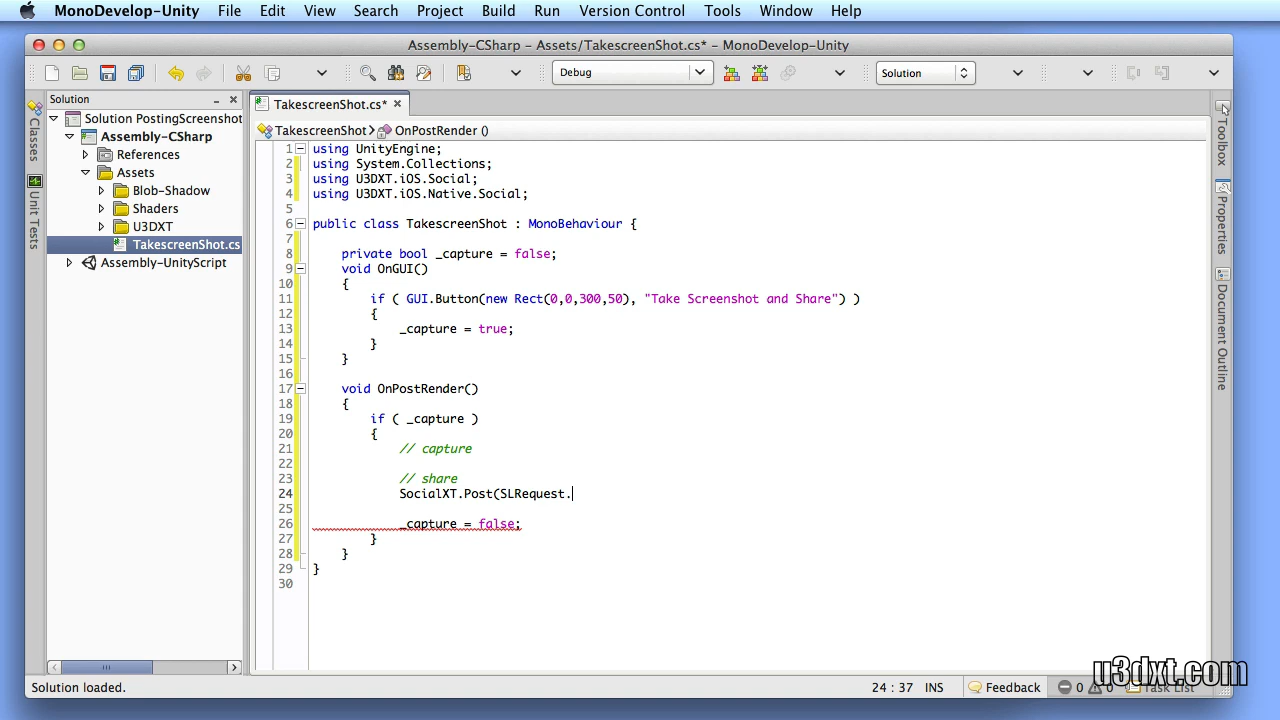 MonoDevelop-Unity File Edit View Search Project Build Run Version Control Tools Window Help
Assembly-CSharp - Assets/TakescreenShot.cs* - MonoDevelop-Unity
Debug Solution
Solution
TakescreenShot.cs*
Solution PostingScreenshot
Assembly-CSharp
References
Assets
Blob-Shadow
Shaders
U3DXT
TakescreenShot.cs
Assembly-UnityScript
Classes
Unit Tests
TakescreenShot OnPostRender ()
1 using UnityEngine;
2 using System.Collections;
3 using U3DXT.iOS.Social;
4 using U3DXT.iOS.Native.Social;
5
6 public class TakescreenShot : MonoBehaviour {
7
8 private bool _capture = false;
9 void OnGUI()
10 {
11 if ( GUI.Button(new Rect(0,0,300,50), "Take Screenshot and Share") )
12 {
13 _capture = true;
14 }
15 }
16
17 void OnPostRender()
18 {
19 if ( _capture )
20 {
21 // capture
22
23 // share
24 SocialXT.Post(SLRequest.
25
26 _capture = false;
27 }
28 }
29 }
30
Toolbox
Properties
Document Outline
u3dxt.com
Solution loaded. 24 : 37 INS Feedback 0 0 Task List